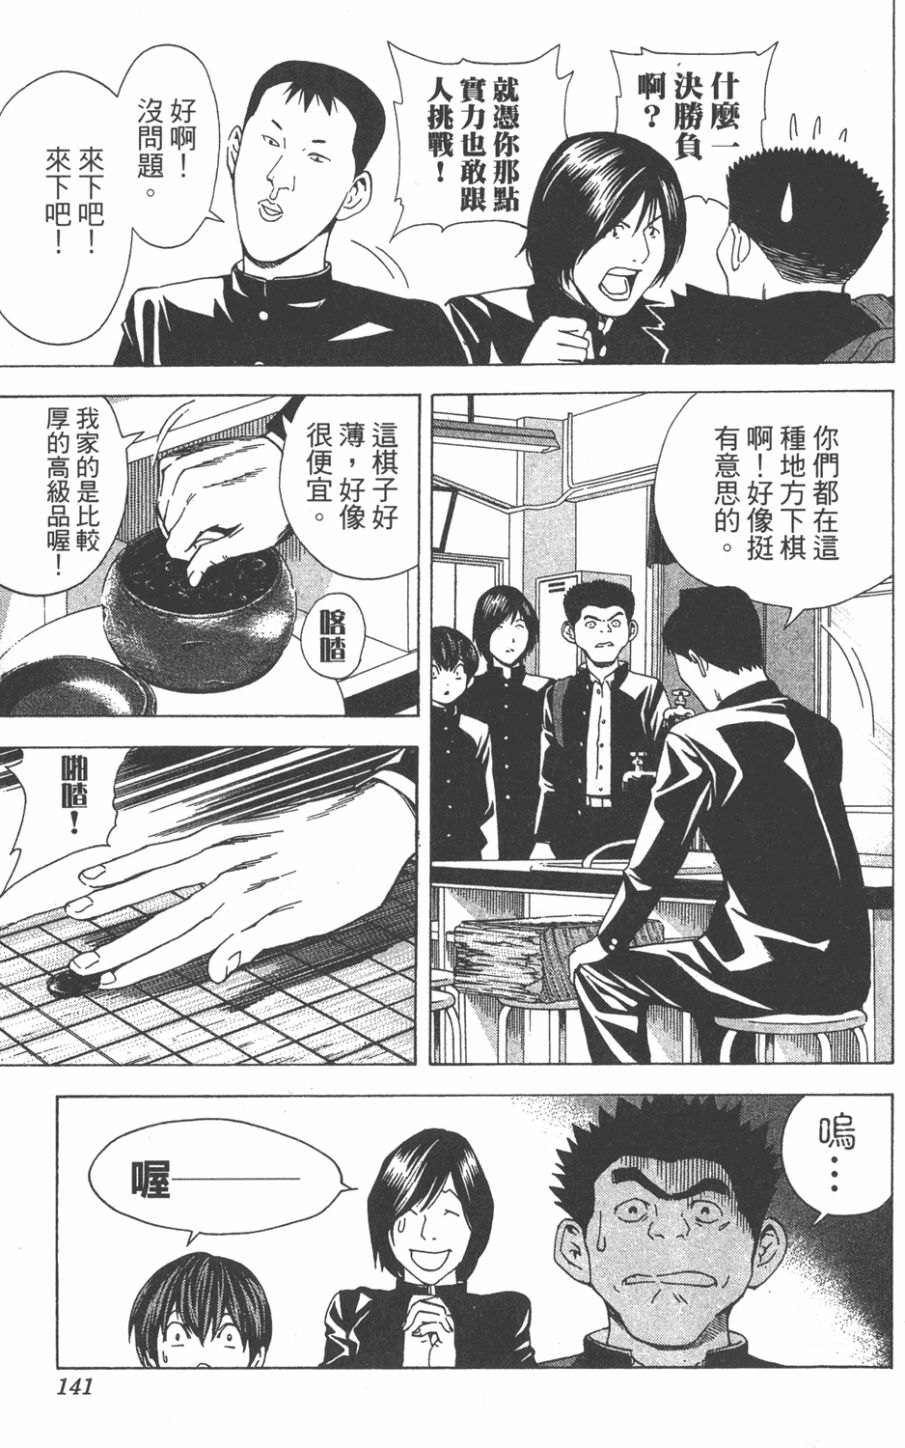 什麼一
決勝負
啊？
就憑你那點
實力也敢跟
人挑戰！
好啊！
沒問題。
來下吧！
來下吧！
你們都在這
種地方下棋
啊！好像挺
有意思的。
這棋子好
薄，好像
很便宜。
我家的是比較
厚的高級品喔！
喀喳
啪喳！
嗚…
喔——
141